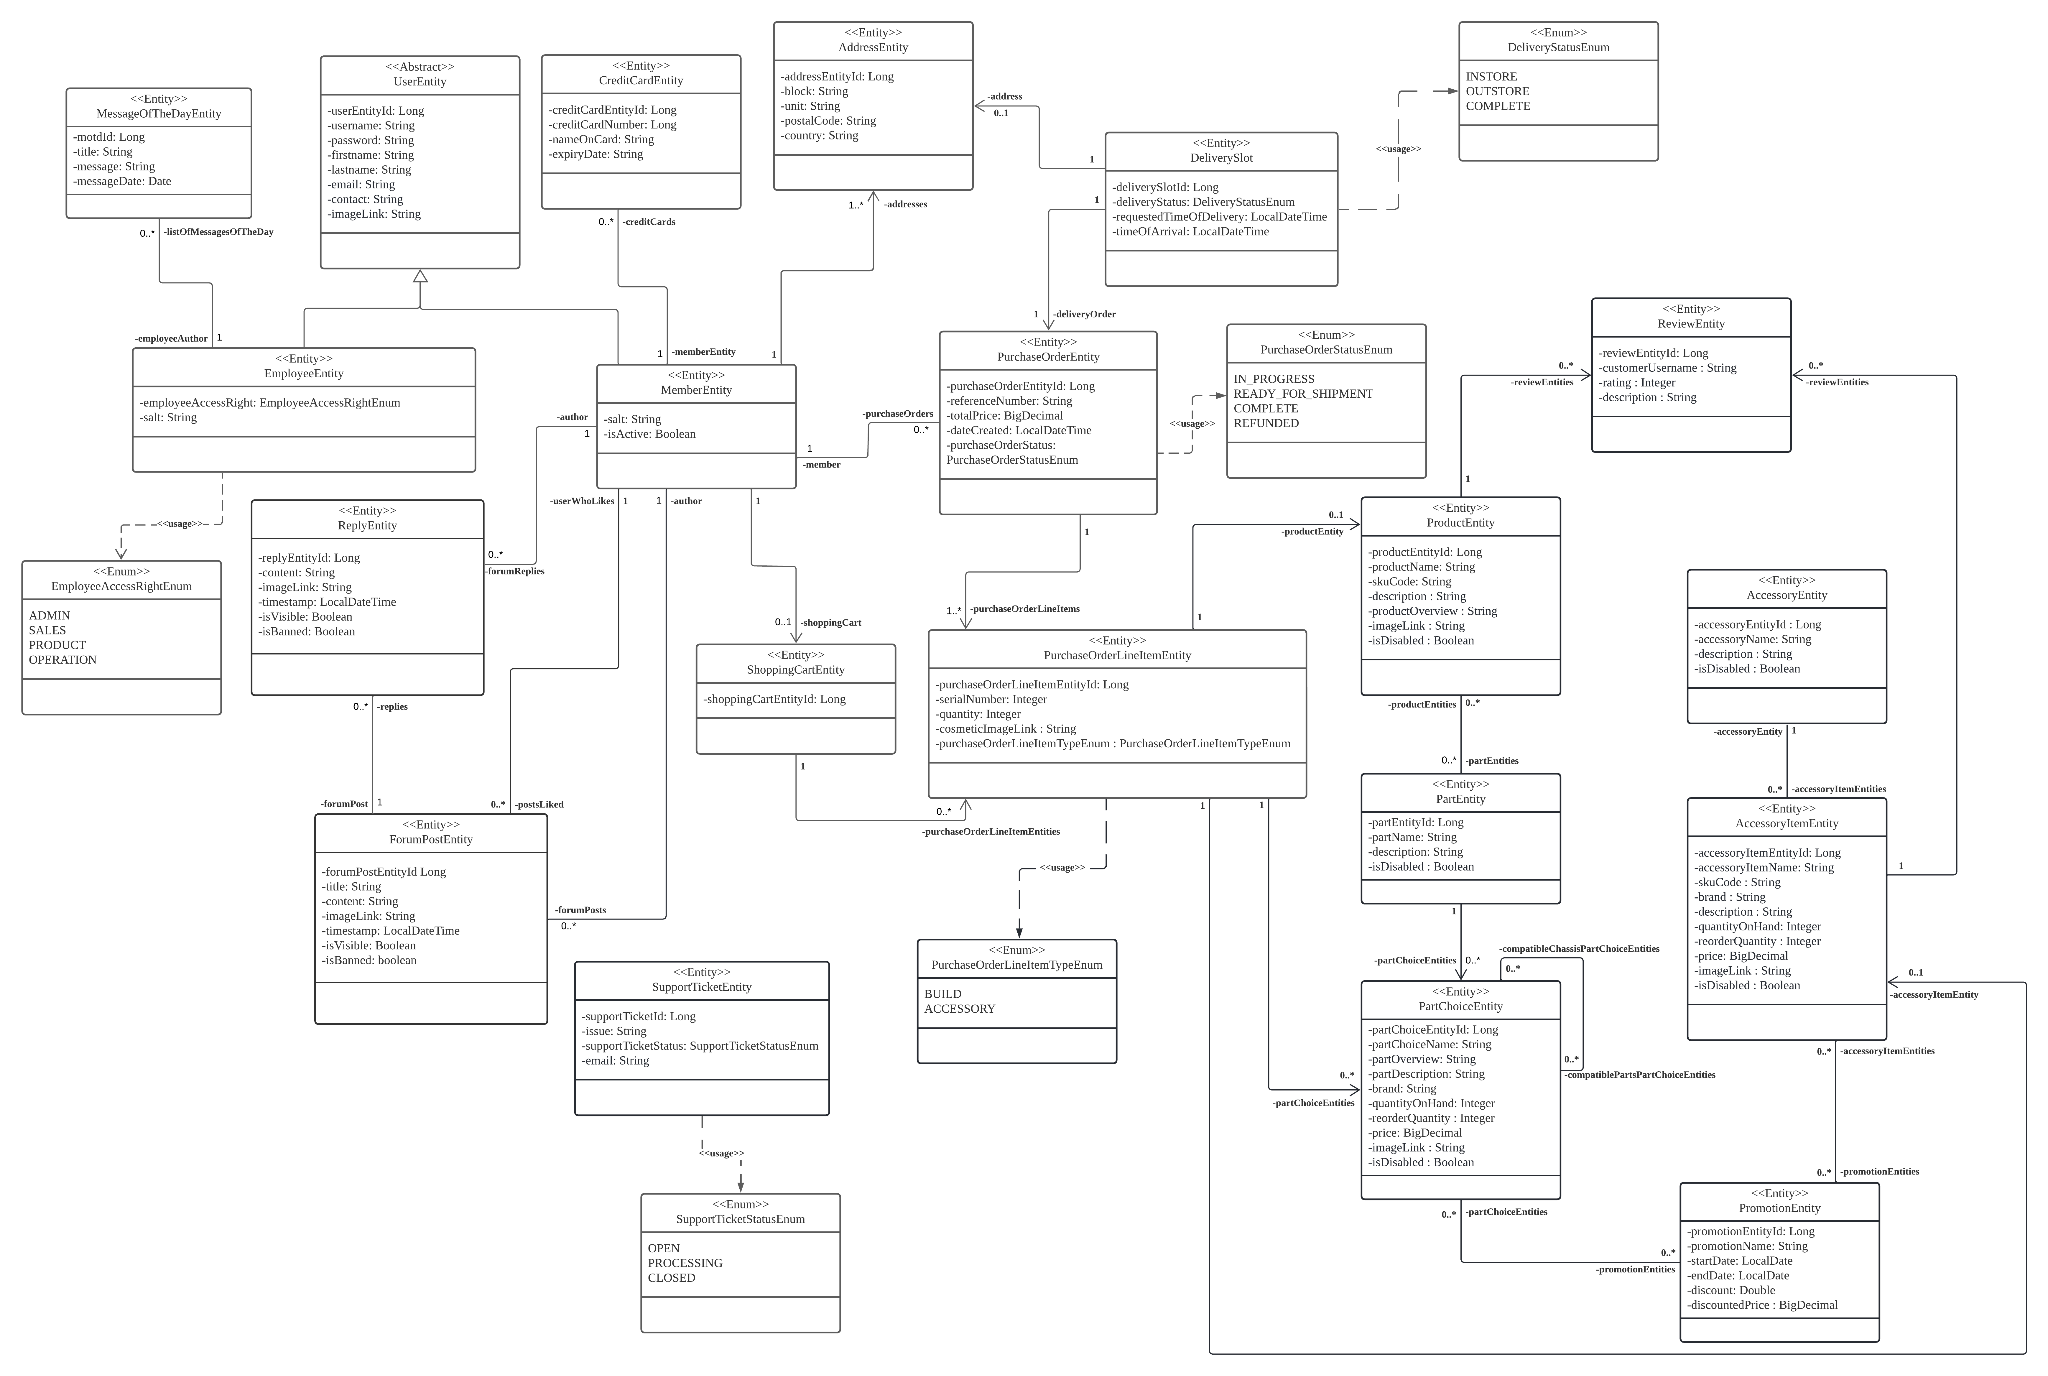 <<Entity>>
MessageOfTheDayEntity
-motdId: Long
-title: String
-message: String
-messageDate: Date
0..*
-listOfMessagesOfTheDay
<<Abstract>>
UserEntity
-userEntityId: Long
-username: String
-password: String
-firstname: String
-lastname: String
-email: String
-contact: String
-imageLink: String
<<Entity>>
CreditCardEntity
-creditCardEntityId: Long
-creditCardNumber: Long
-nameOnCard: String
-expiryDate: String
0..*
-creditCards
<<Entity>>
AddressEntity
-addressEntityId: Long
-block: String
-unit: String
-postalCode: String
-country: String
1..*
-addresses
-address
0..1
1
<<Entity>>
DeliverySlot
-deliverySlotId: Long
-deliveryStatus: DeliveryStatusEnum
-requestedTimeOfDelivery: LocalDateTime
-timeOfArrival: LocalDateTime
1
<<usage>>
<<Enum>>
DeliveryStatusEnum
INSTORE
OUTSTORE
COMPLETE
-employeeAuthor
1
<<Entity>>
EmployeeEntity
-employeeAccessRight: EmployeeAccessRightEnum
-salt: String
<<usage>>
<<Enum>>
EmployeeAccessRightEnum
ADMIN
SALES
PRODUCT
OPERATION
1
-memberEntity
1
<<Entity>>
MemberEntity
-salt: String
-isActive: Boolean
-author
1
1
-member
-purchaseOrders
0..*
-userWhoLikes
1
1
-author
1
1
-deliveryOrder
<<Entity>>
PurchaseOrderEntity
-purchaseOrderEntityId: Long
-referenceNumber: String
-totalPrice: BigDecimal
-dateCreated: LocalDateTime
-purchaseOrderStatus:
PurchaseOrderStatusEnum
1
<<usage>>
<<Enum>>
PurchaseOrderStatusEnum
IN_PROGRESS
READY_FOR_SHIPMENT
COMPLETE
REFUNDED
<<Entity>>
ReviewEntity
-reviewEntityId: Long
-customerUsername : String
-rating : Integer
-description : String
0..*
-reviewEntities
0..*
-reviewEntities
<<Entity>>
ReplyEntity
-replyEntityId: Long
-content: String
-imageLink: String
-timestamp: LocalDateTime
-isVisible: Boolean
-isBanned: Boolean
0..*
-forumReplies
0..*
-replies
-forumPost
1
0..*
-postsLiked
<<Entity>>
ForumPostEntity
-forumPostEntityId Long
-title: String
-content: String
-imageLink: String
-timestamp: LocalDateTime
-isVisible: Boolean
-isBanned: boolean
-forumPosts
0..*
0..1
-shoppingCart
<<Entity>>
ShoppingCartEntity
-shoppingCartEntityId: Long
1
0..*
-purchaseOrderLineItemEntities
1..*
-purchaseOrderLineItems
1
<<Entity>>
PurchaseOrderLineItemEntity
-purchaseOrderLineItemEntityId: Long
-serialNumber: Integer
-quantity: Integer
-cosmeticImageLink : String
-purchaseOrderLineItemTypeEnum : PurchaseOrderLineItemTypeEnum
1
1
<<usage>>
<<Enum>>
PurchaseOrderLineItemTypeEnum
BUILD
ACCESSORY
0..1
-productEntity
1
<<Entity>>
ProductEntity
-productEntityId: Long
-productName: String
-skuCode: String
-description : String
-productOverview : String
-imageLink : String
-isDisabled : Boolean
-productEntities
0..*
0..*
-partEntities
<<Entity>>
PartEntity
-partEntityId: Long
-partName: String
-description: String
-isDisabled : Boolean
1
-partChoiceEntities
0..*
-compatibleChassisPartChoiceEntities
0..*
<<Entity>>
PartChoiceEntity
-partChoiceEntityId: Long
-partChoiceName: String
-partOverview: String
-partDescription: String
-brand: String
-quantityOnHand: Integer
-reorderQuantity : Integer
-price: BigDecimal
-imageLink : String
-isDisabled : Boolean
0..*
-compatiblePartsPartChoiceEntities
0..*
-partChoiceEntities
0..*
-partChoiceEntities
<<Entity>>
AccessoryEntity
-accessoryEntityId : Long
-accessoryName: String
-description : String
-isDisabled : Boolean
-accessoryEntity
1
0..*
-accessoryItemEntities
<<Entity>>
AccessoryItemEntity
-accessoryItemEntityId: Long
-accessoryItemName: String
-skuCode : String
-brand : String
-description : String
-quantityOnHand: Integer
-reorderQuantity : Integer
-price: BigDecimal
-imageLink : String
-isDisabled : Boolean
1
0..1
-accessoryItemEntity
0..*
-accessoryItemEntities
0..*
-promotionEntities
<<Entity>>
PromotionEntity
-promotionEntityId: Long
-promotionName: String
-startDate: LocalDate
-endDate: LocalDate
-discount: Double
-discountedPrice : BigDecimal
0..*
-promotionEntities
<<Entity>>
SupportTicketEntity
-supportTicketId: Long
-issue: String
-supportTicketStatus: SupportTicketStatusEnum
-email: String
<<usage>>
<<Enum>>
SupportTicketStatusEnum
OPEN
PROCESSING
CLOSED